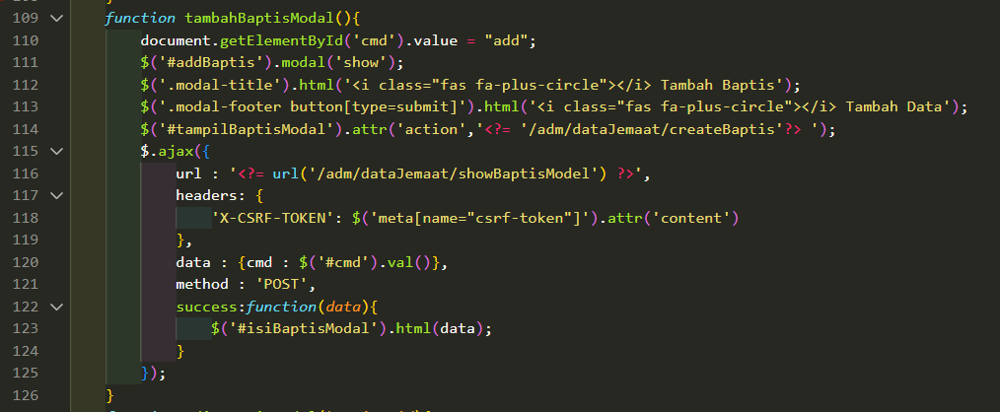 109 function tambahBaptisModal(){
110 document.getElementById('cmd').value = "add";
111 $('#addBaptis').modal('show');
112 $('.modal-title').html('<i class="fas fa-plus-circle"></i> Tambah Baptis');
113 $('.modal-footer button[type=submit]').html('<i class="fas fa-plus-circle"></i> Tambah Data');
114 $('#tampilBaptisModal').attr('action','<?= '/adm/dataJemaat/createBaptis'?> ');
115 $.ajax({
116 url : '<?= url('/adm/dataJemaat/showBaptisModel') ?>',
117 headers: {
118 'X-CSRF-TOKEN': $('meta[name="csrf-token"]').attr('content')
119 },
120 data : {cmd : $('#cmd').val()},
121 method : 'POST',
122 success:function(data){
123 $('#isiBaptisModal').html(data);
124 }
125 });
126 }